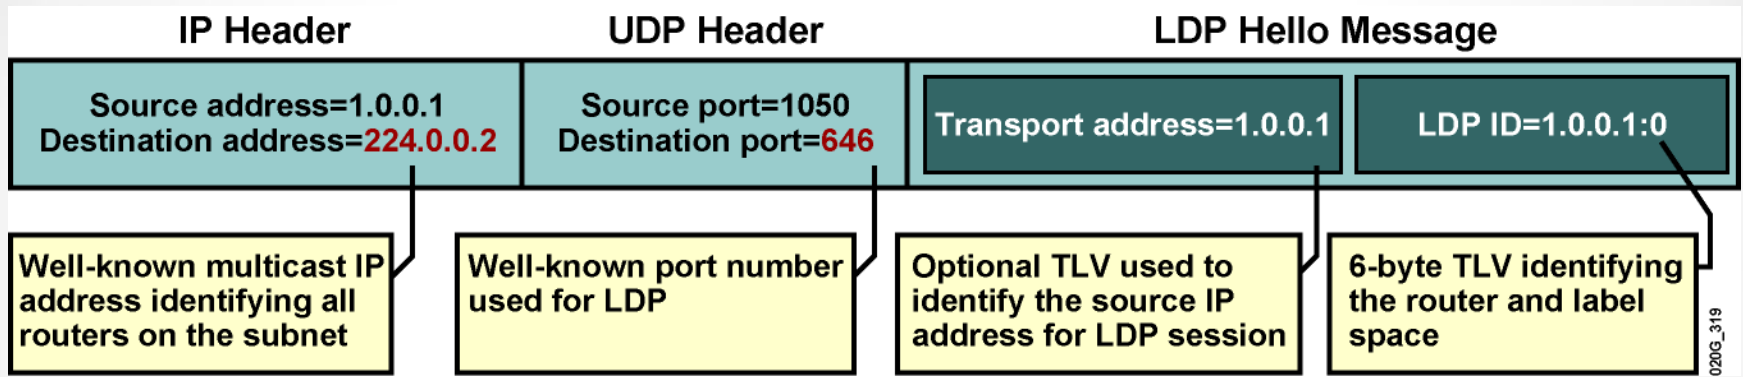 IP Header
UDP Header
LDP Hello Message
Source address=1.0.0.1
Destination address=224.0.0.2
Source port=1050
Destination port=646
Transport address=1.0.0.1
LDP ID=1.0.0.1:0
Well-known multicast IP
address identifying all
routers on the subnet
Well-known port number
used for LDP
Optional TLV used to
identify the source IP
address for LDP session
6-byte TLV identifying
the router and label
space
020G_319